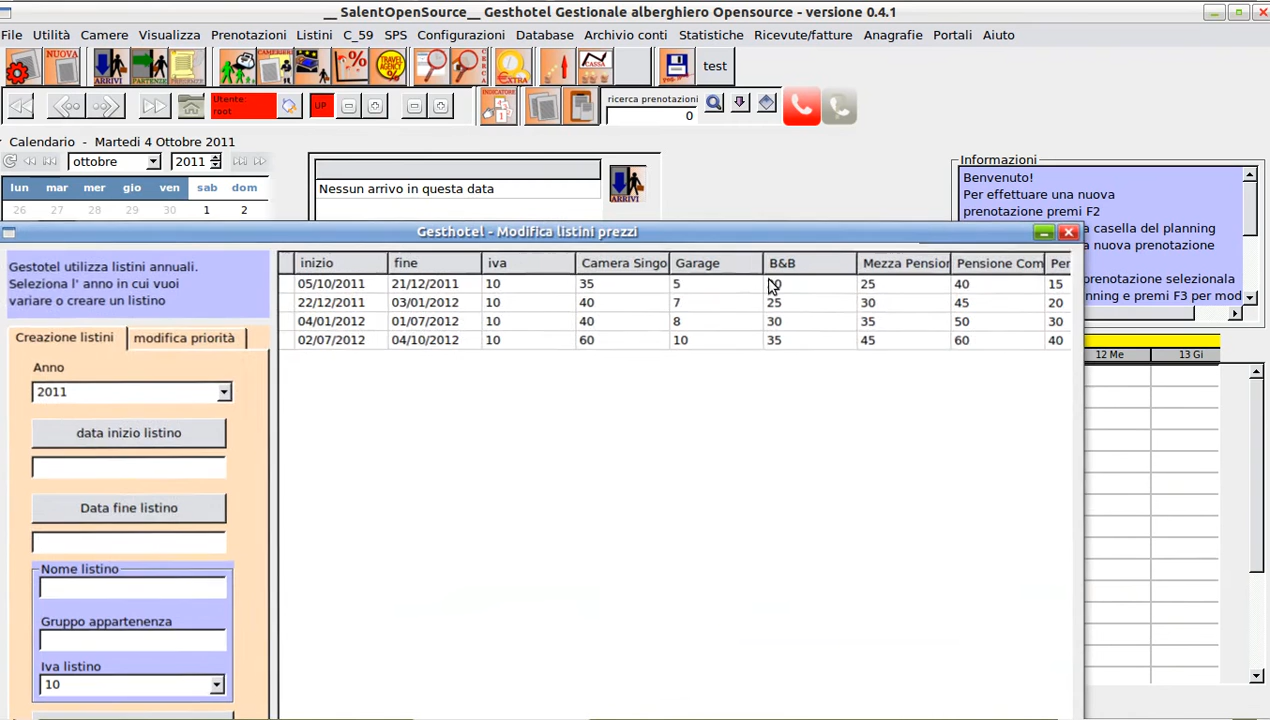 __ SalentOpenSource__ Gesthotel Gestionale alberghiero Opensource - versione 0.4.1
File Utilità Camere Visualizza Prenotazioni Listini C_59 SPS Configurazioni Database Archivio conti Statistiche Ricevute/fatture Anagrafie Portali Aiuto
NUOVA ARRIVI PARTENZE CAMERIERE % TRAVEL AGENCY CERCA EXTRA CASSA test
Utente:
root
UP
INDICATORE
ricerca prenotazioni
0
Calendario - Martedì 4 Ottobre 2011
ottobre 2011
lun mar mer gio ven sab dom
26 27 28 29 30 1 2
Nessun arrivo in questa data
ARRIVI
Informazioni
Benvenuto!
Per effettuare una nuova
prenotazione premi F2
a casella del planning
a nuova prenotazione
prenotazione selezionala
nning e premi F3 per mod
Gesthotel - Modifica listini prezzi
Gestotel utilizza listini annuali.
Seleziona l' anno in cui vuoi
variare o creare un listino
Creazione listini modifica priorità
Anno
2011
data inizio listino
Data fine listino
Nome listino
Gruppo appartenenza
Iva listino
10
inizio fine iva Camera Singo Garage B&B Mezza Pension Pensione Com Per
05/10/2011 21/12/2011 10 35 5 25 40 15
22/12/2011 03/01/2012 10 40 7 25 30 45 20
04/01/2012 01/07/2012 10 40 8 30 35 50 30
02/07/2012 04/10/2012 10 60 10 35 45 60 40
12 Me 13 Gi